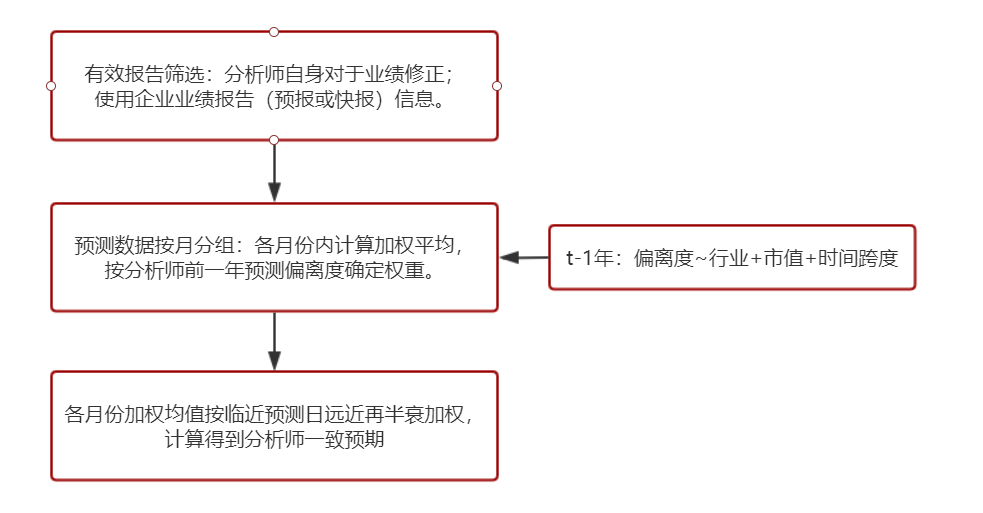 有效报告筛选：分析师自身对于业绩修正；
使用企业业绩报告（预报或快报）信息。
预测数据按月分组：各月份内计算加权平均，
按分析师前一年预测偏离度确定权重。
t-1年：偏离度~行业+市值+时间跨度
各月份加权均值按临近预测日远近再半衰加权，
计算得到分析师一致预期